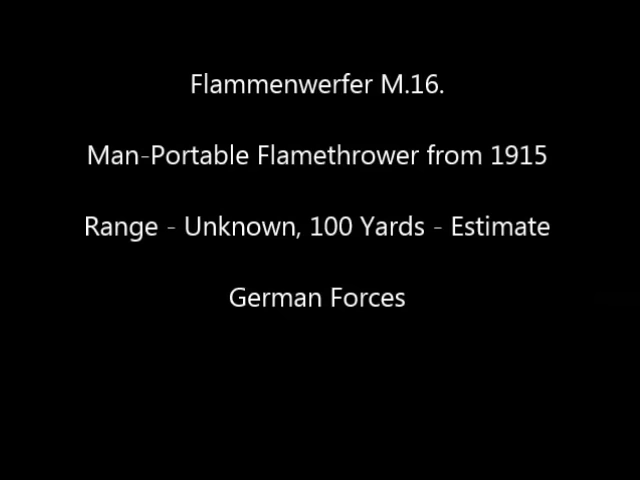 Flammenwerfer M.16.
Man-Portable Flamethrower from 1915
Range - Unknown, 100 Yards - Estimate
German Forces